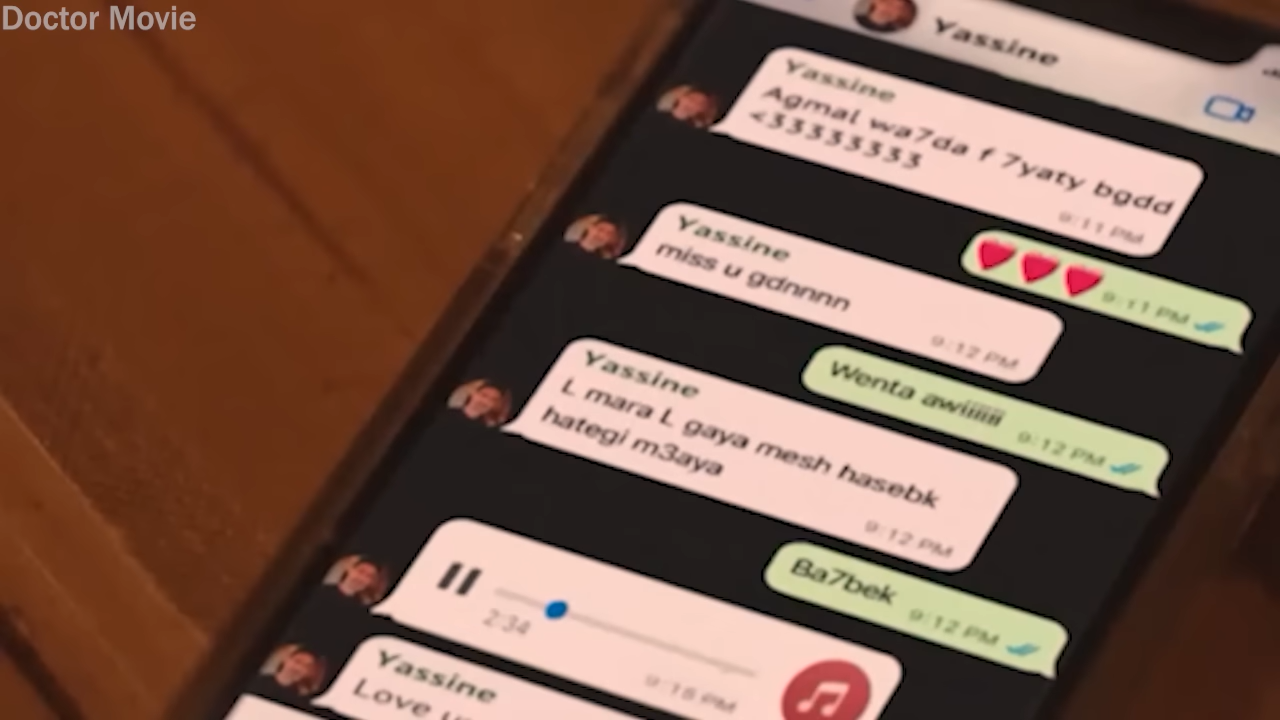 Doctor Movie
Yassine
Yassine
Agmal wa7da f 7yaty bgdd
<33333333
9:11 PM
❤❤❤ 9:11 PM
Yassine
miss u gdnnnn
9:12 PM
Wenta awiiiiii 9:12 PM
Yassine
L mara L gaya mesh hasebk
hategi m3aya
9:12 PM
Ba7bek 9:12 PM
2:34
9:15 PM
Yassine
Love